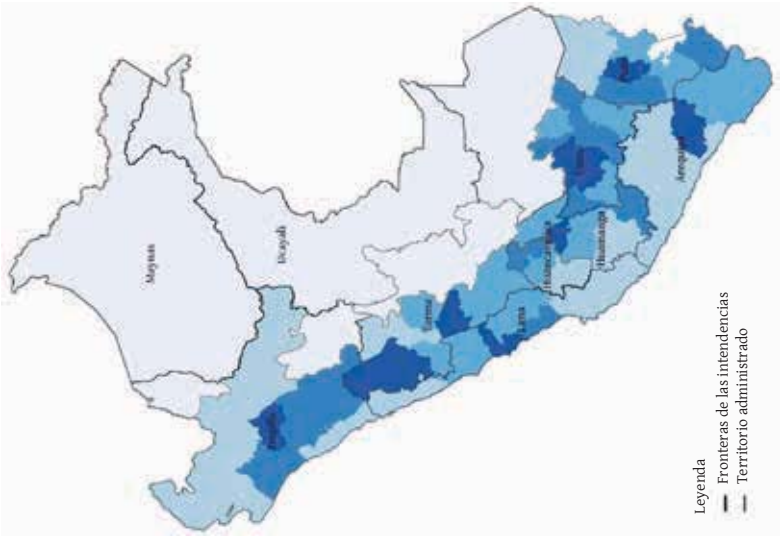 Maynas
Ucayali
Tarma
Lima
Huancavelica
Huamanga
Arequipa
Leyenda
Fronteras de las intendencias
Territorio administrado